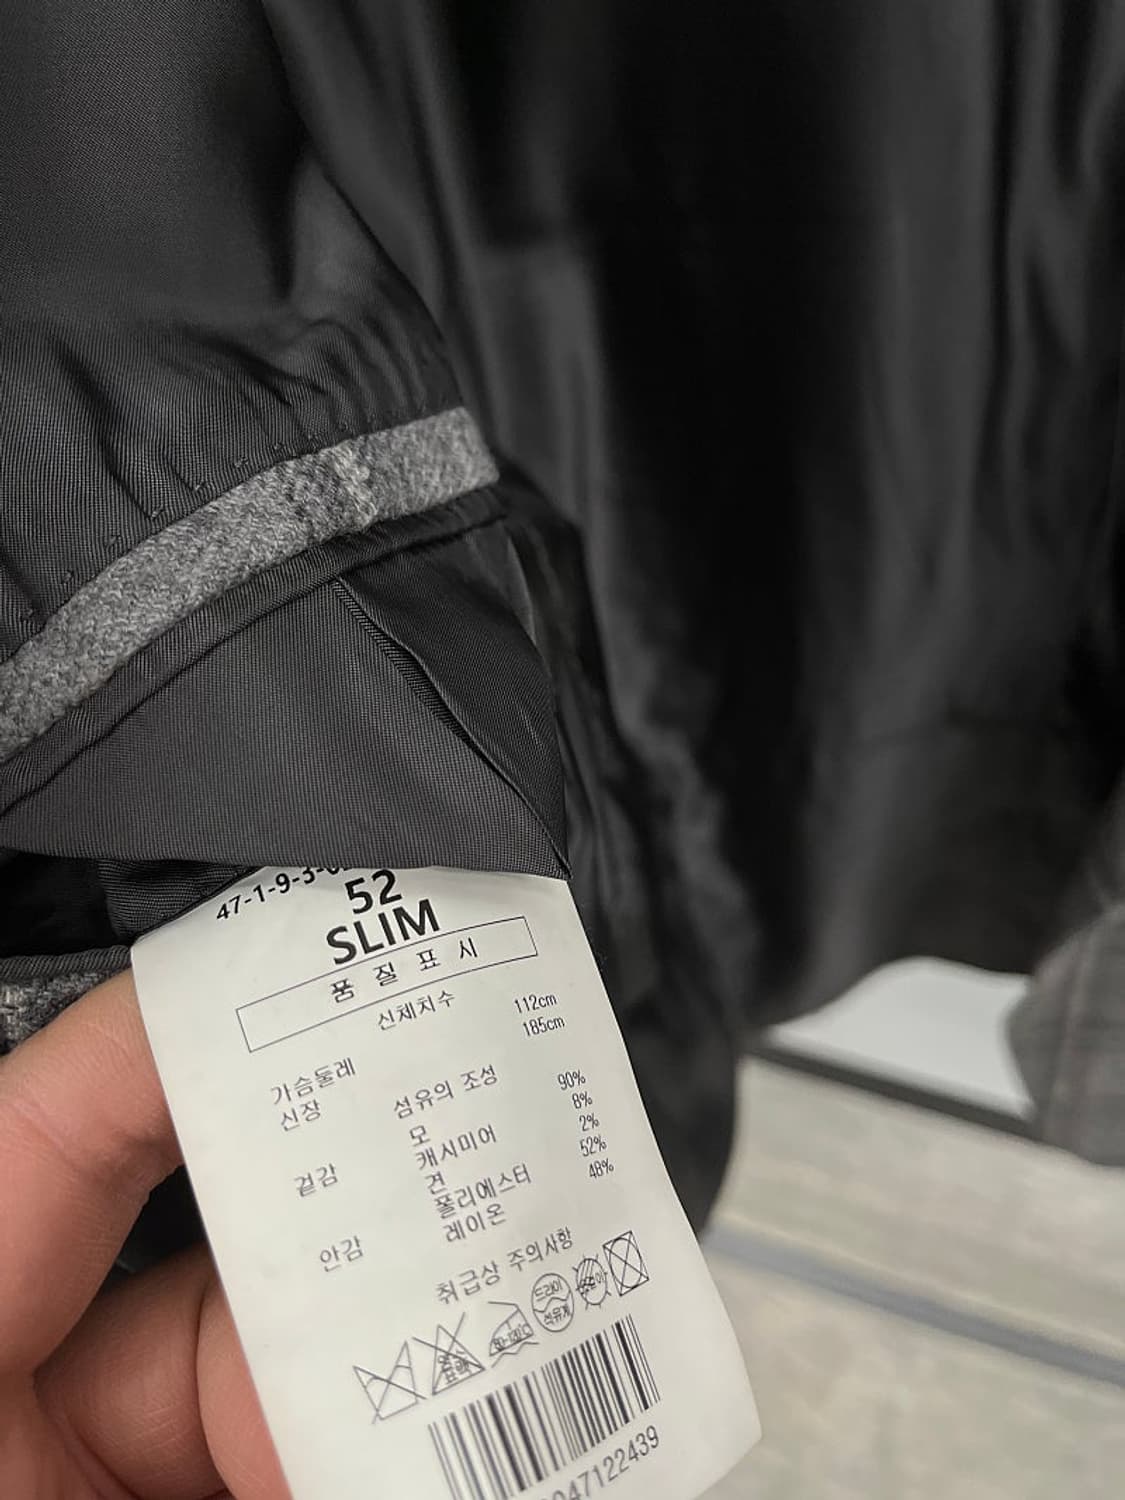 47-1-9-3-
52
SLIM
품 질 표 시
신체치수
가슴둘레 112cm
신장 185cm
섬유의 조성
겉감 모 90%
캐시미어 8%
견 2%
안감 폴리에스터 52%
레이온 48%
취급상 주의사항
드라이
석유계
047122439